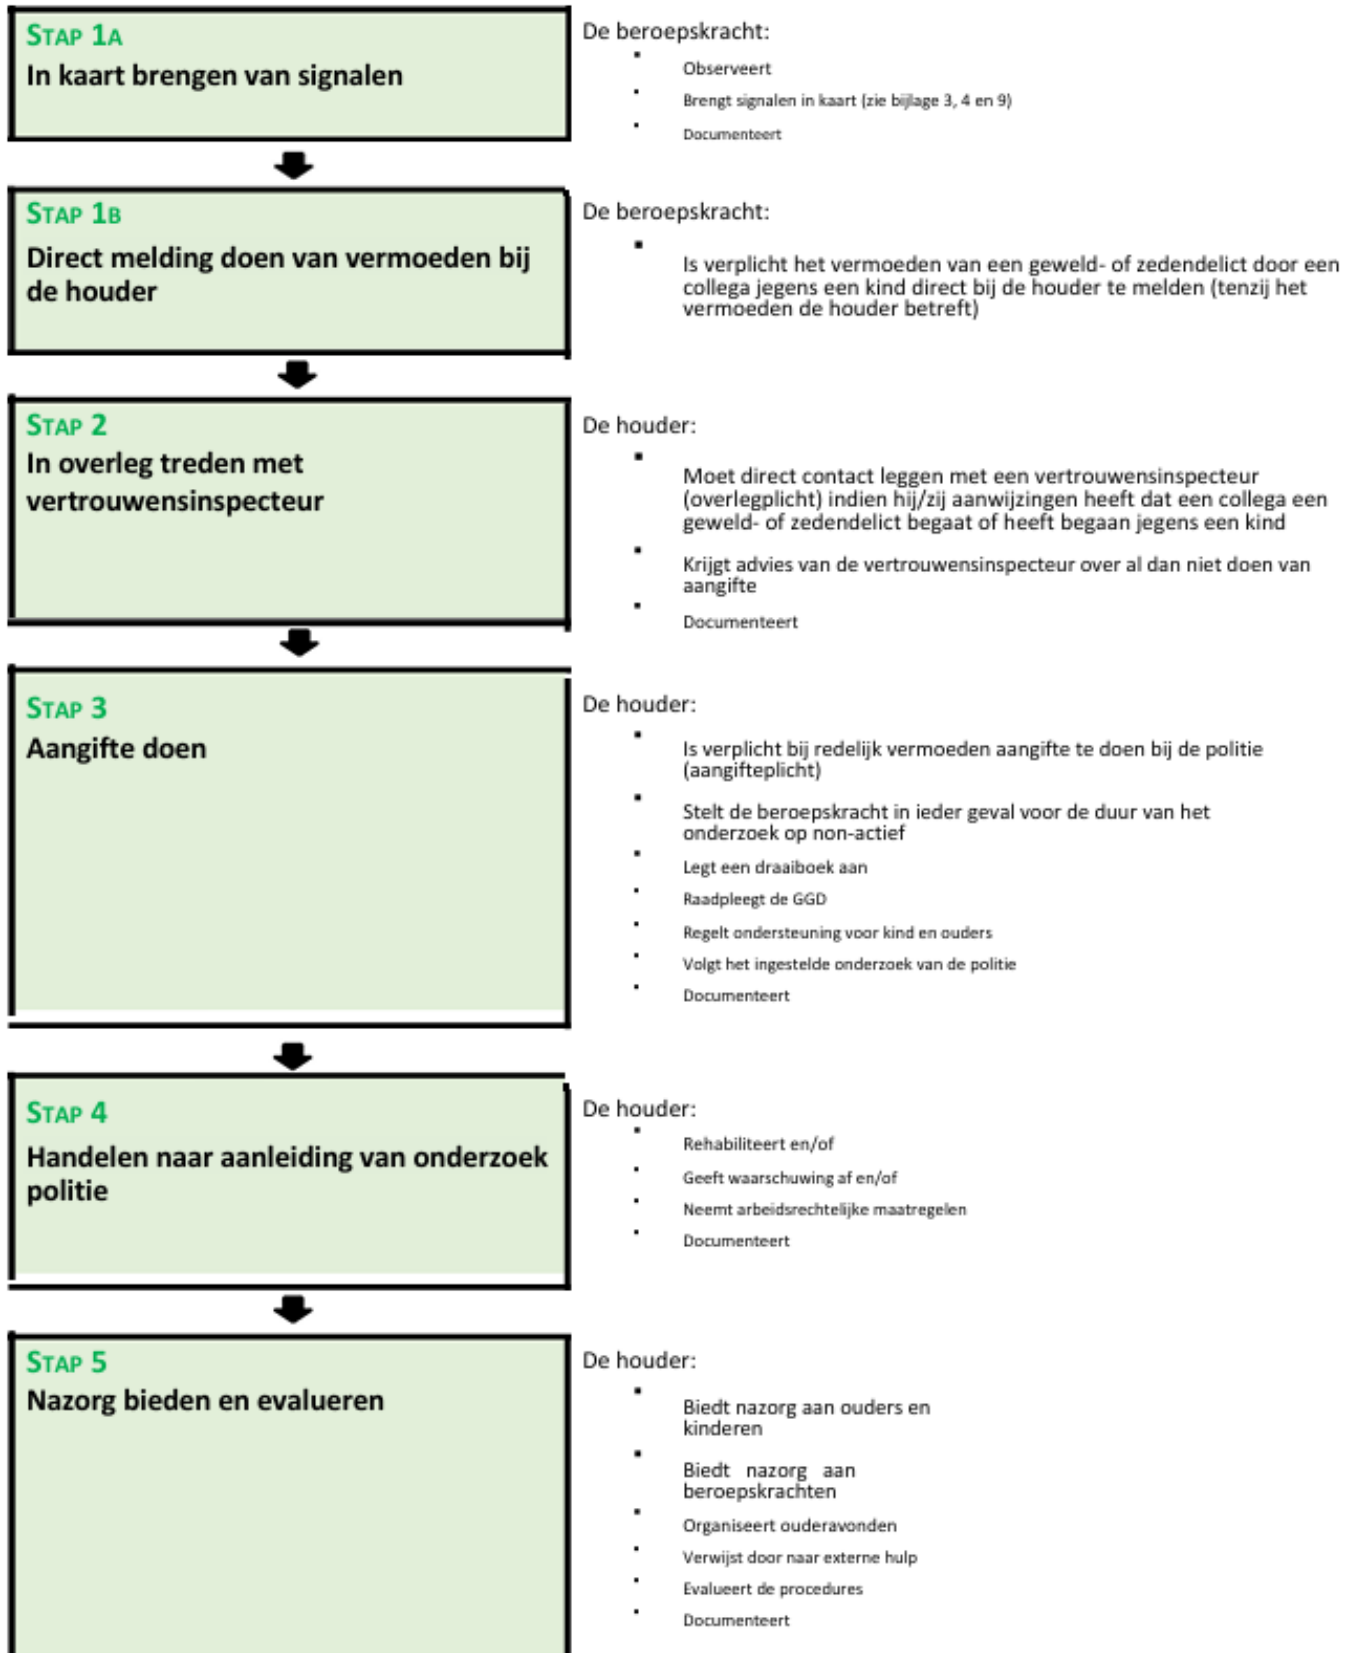 STAP 1A
In kaart brengen van signalen
De beroepskracht:
▪ Observeert
▪ Brengt signalen in kaart (zie bijlage 3, 4 en 9)
▪ Documenteert
STAP 1B
Direct melding doen van vermoeden bij
de houder
De beroepskracht:
▪ Is verplicht het vermoeden van een geweld- of zedendelict door een
collega jegens een kind direct bij de houder te melden (tenzij het
vermoeden de houder betreft)
STAP 2
In overleg treden met
vertrouwensinspecteur
De houder:
▪ Moet direct contact leggen met een vertrouwensinspecteur
(overlegplicht) indien hij/zij aanwijzingen heeft dat een collega een
geweld- of zedendelict begaat of heeft begaan jegens een kind
▪ Krijgt advies van de vertrouwensinspecteur over al dan niet doen van
aangifte
▪ Documenteert
STAP 3
Aangifte doen
De houder:
▪ Is verplicht bij redelijk vermoeden aangifte te doen bij de politie
(aangifteplicht)
▪ Stelt de beroepskracht in ieder geval voor de duur van het
onderzoek op non-actief
▪ Legt een draaiboek aan
▪ Raadpleegt de GGD
▪ Regelt ondersteuning voor kind en ouders
▪ Volgt het ingestelde onderzoek van de politie
▪ Documenteert
STAP 4
Handelen naar aanleiding van onderzoek
politie
De houder:
▪ Rehabiliteert en/of
▪ Geeft waarschuwing af en/of
▪ Neemt arbeidsrechtelijke maatregelen
▪ Documenteert
STAP 5
Nazorg bieden en evalueren
De houder:
▪ Biedt nazorg aan ouders en
kinderen
▪ Biedt nazorg aan
beroepskrachten
▪ Organiseert ouderavonden
▪ Verwijst door naar externe hulp
▪ Evalueert de procedures
▪ Documenteert